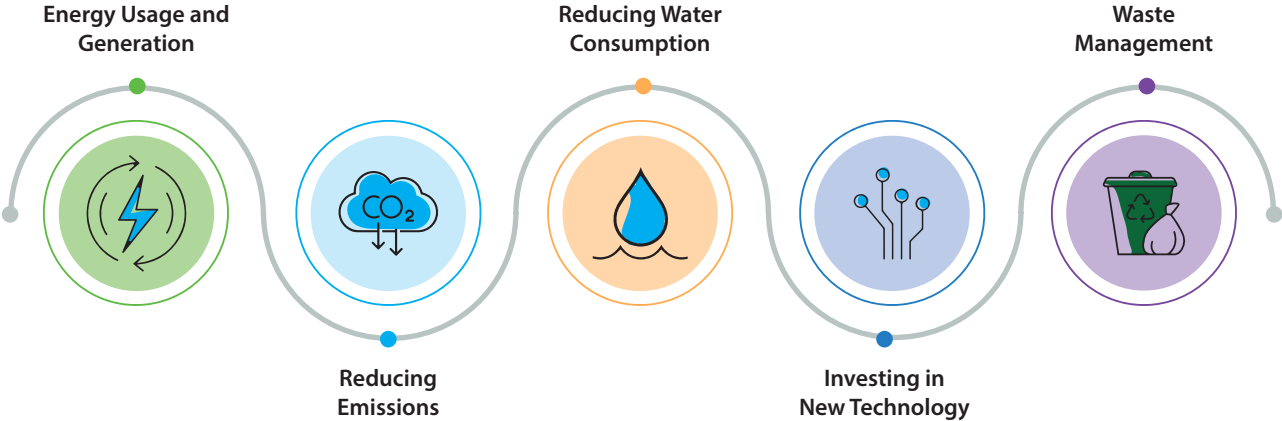 Energy Usage and
Generation
CO2
Reducing
Emissions
Reducing Water
Consumption
Investing in
New Technology
Waste
Management